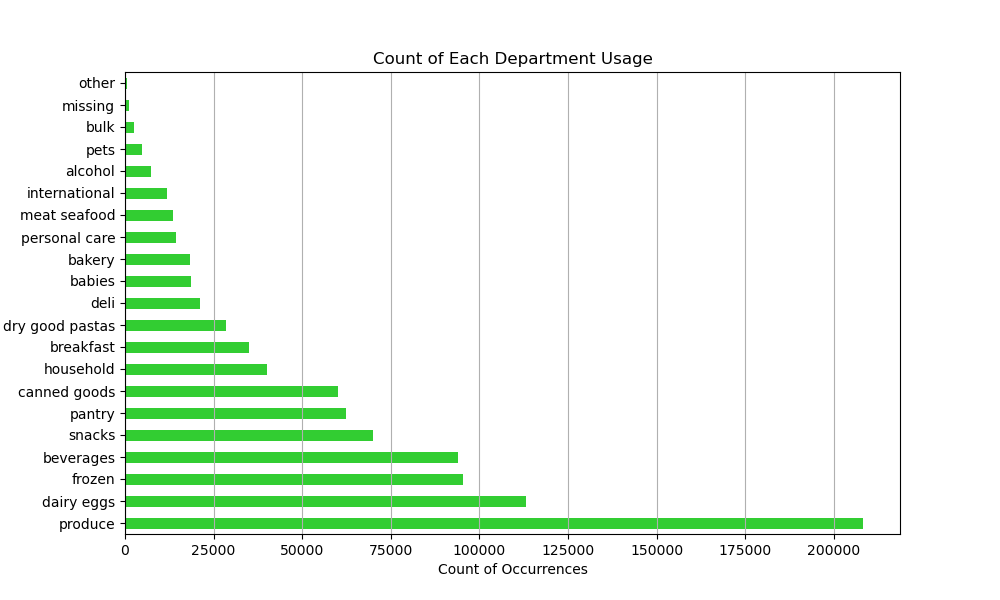 Count of Each Department Usage
other
missing
bulk
pets
alcohol
international
meat seafood
personal care
bakery
babies
deli
dry good pastas
breakfast
household
canned goods
pantry
snacks
beverages
frozen
dairy eggs
produce
0 25000 50000 75000 100000 125000 150000 175000 200000
Count of Occurrences